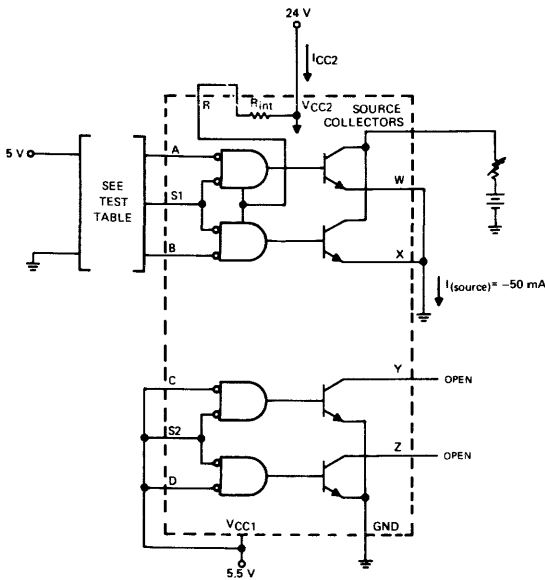 24 V
ICC2
R
Rint
VCC2
SOURCE
COLLECTORS
A
5 V
SEE
TEST
TABLE
S1
W
B
X
I(source)= −50 mA
C
Y
OPEN
S2
Z
OPEN
D
VCC1
GND
5.5 V